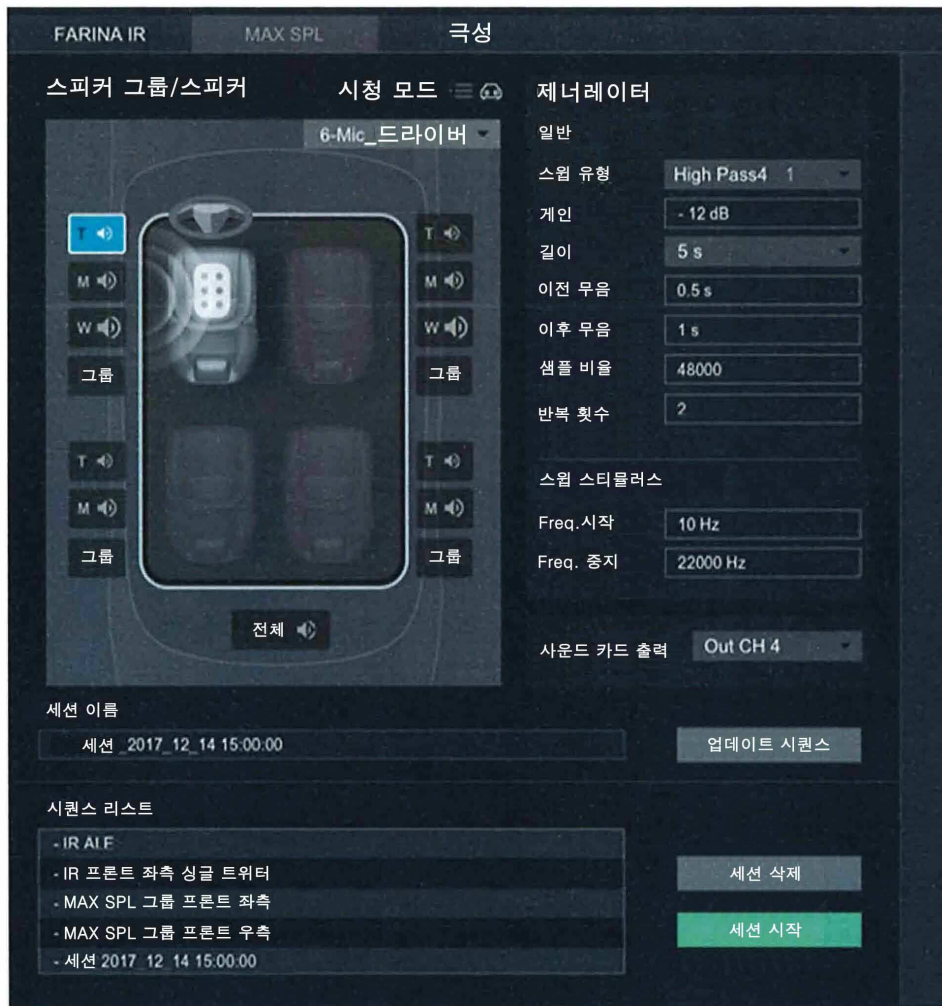 FARINA IR MAX SPL 극성
스피커 그룹/스피커 시청 모드
6-Mic_드라이버
T T
M M
W W
그룹 그룹
T T
M M
그룹 그룹
전체
제너레이터
일반
스윕 유형 High Pass4 1
게인 - 12 dB
길이 5 s
이전 무음 0.5 s
이후 무음 1 s
샘플 비율 48000
반복 횟수 2
스윕 스티뮬러스
Freq.시작 10 Hz
Freq. 중지 22000 Hz
사운드 카드 출력 Out CH 4
세션 이름
세션 _2017_12_14 15:00:00 업데이트 시퀀스
시퀀스 리스트
- IR ALE
- IR 프론트 좌측 싱글 트위터
- MAX SPL 그룹 프론트 좌측
- MAX SPL 그룹 프론트 우측
- 세션 2017_12_14 15:00:00
세션 삭제
세션 시작